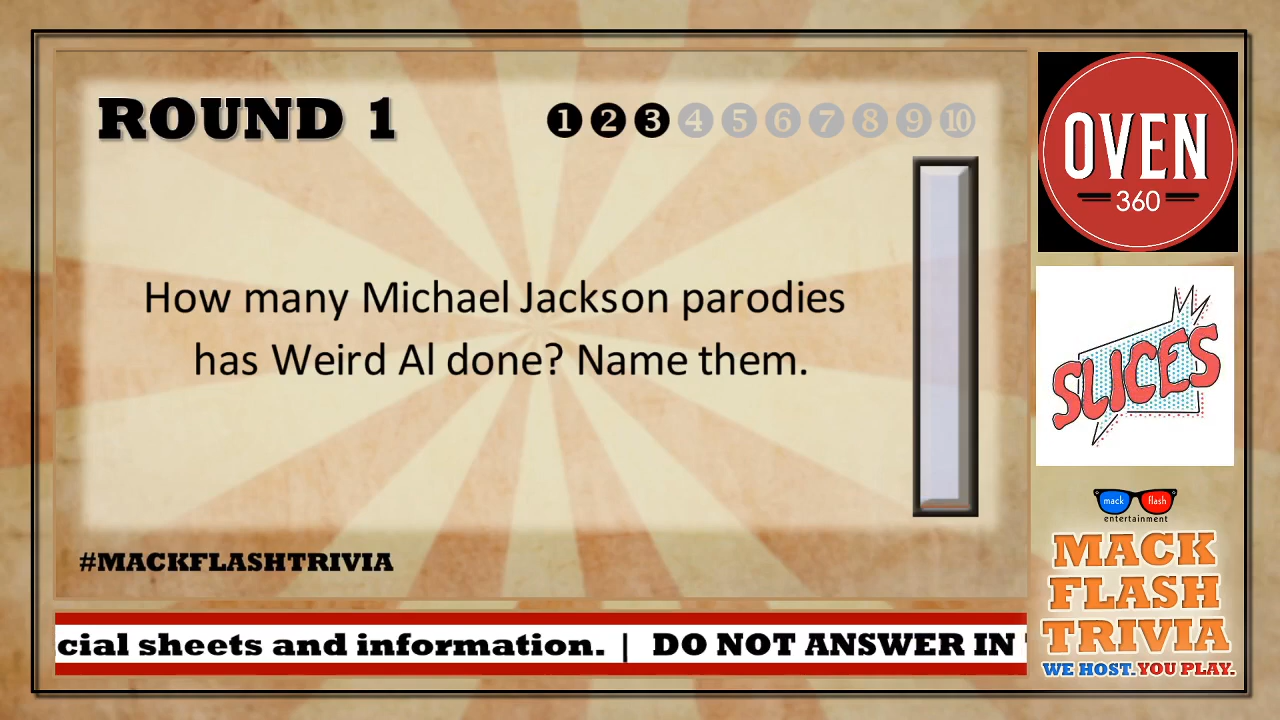 ROUND 1
1 2 3 4 5 6 7 8 9 10
How many Michael Jackson parodies
has Weird Al done? Name them.
#MACKFLASHTRIVIA
cial sheets and information. | DO NOT ANSWER IN
OVEN
360
SLICES
mack flash
entertainment
MACK
FLASH
TRIVIA
WE HOST. YOU PLAY.